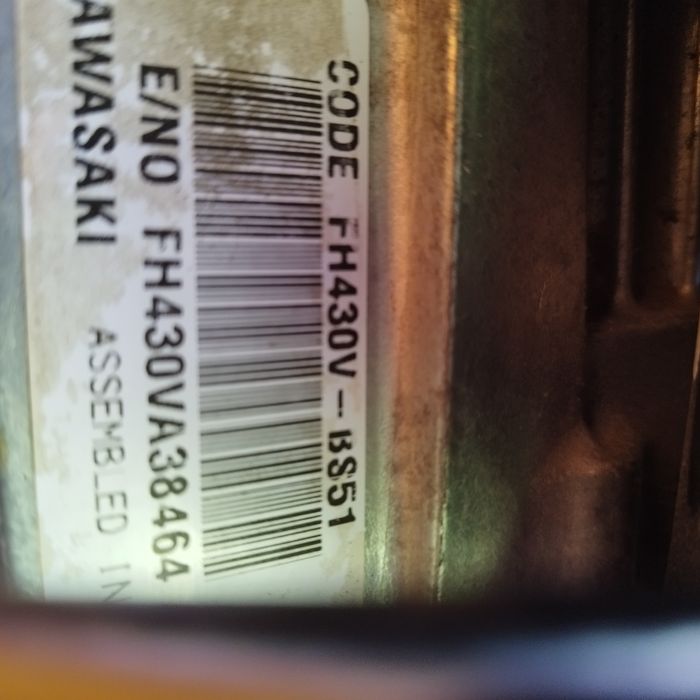 CODE FH430V-BS51
E/NO FH430VA38464
AWASAKI ASSEMBLED IN